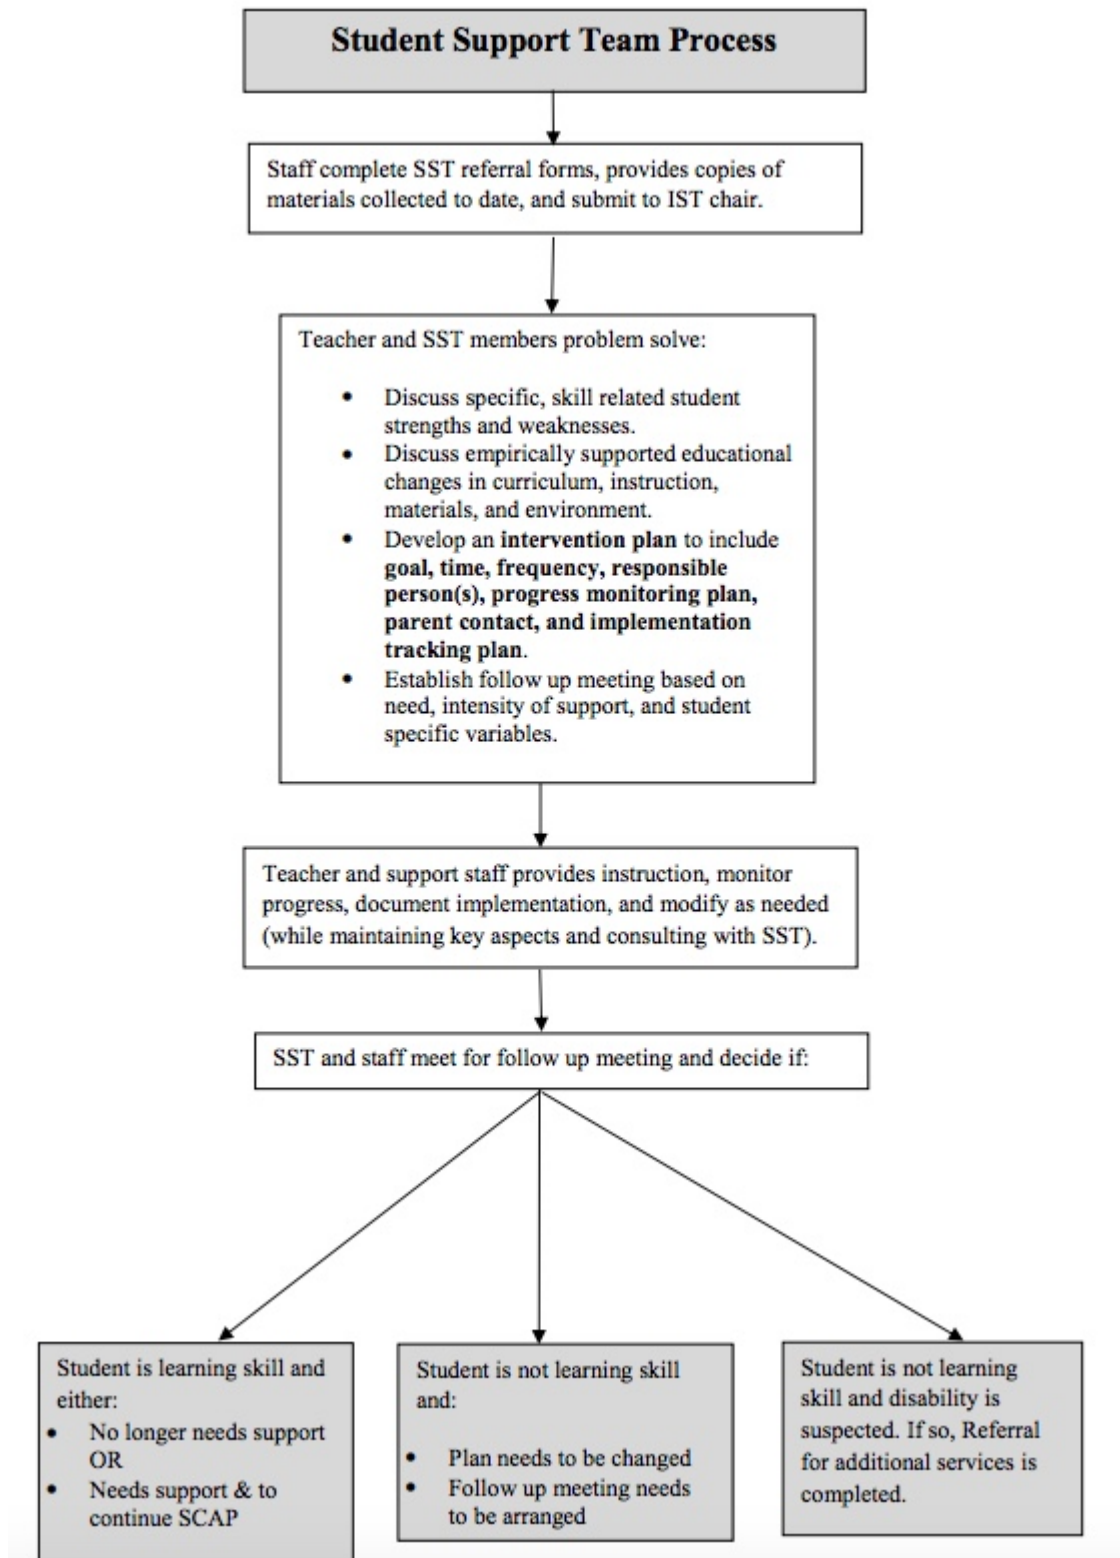 Student Support Team Process
Staff complete SST referral forms, provides copies of
materials collected to date, and submit to IST chair.
Teacher and SST members problem solve:
• Discuss specific, skill related student
strengths and weaknesses.
• Discuss empirically supported educational
changes in curriculum, instruction,
materials, and environment.
• Develop an intervention plan to include
goal, time, frequency, responsible
person(s), progress monitoring plan,
parent contact, and implementation
tracking plan.
• Establish follow up meeting based on
need, intensity of support, and student
specific variables.
Teacher and support staff provides instruction, monitor
progress, document implementation, and modify as needed
(while maintaining key aspects and consulting with SST).
SST and staff meet for follow up meeting and decide if:
Student is learning skill and
either:
• No longer needs support
OR
• Needs support & to
continue SCAP
Student is not learning skill
and:
• Plan needs to be changed
• Follow up meeting needs
to be arranged
Student is not learning
skill and disability is
suspected. If so, Referral
for additional services is
completed.